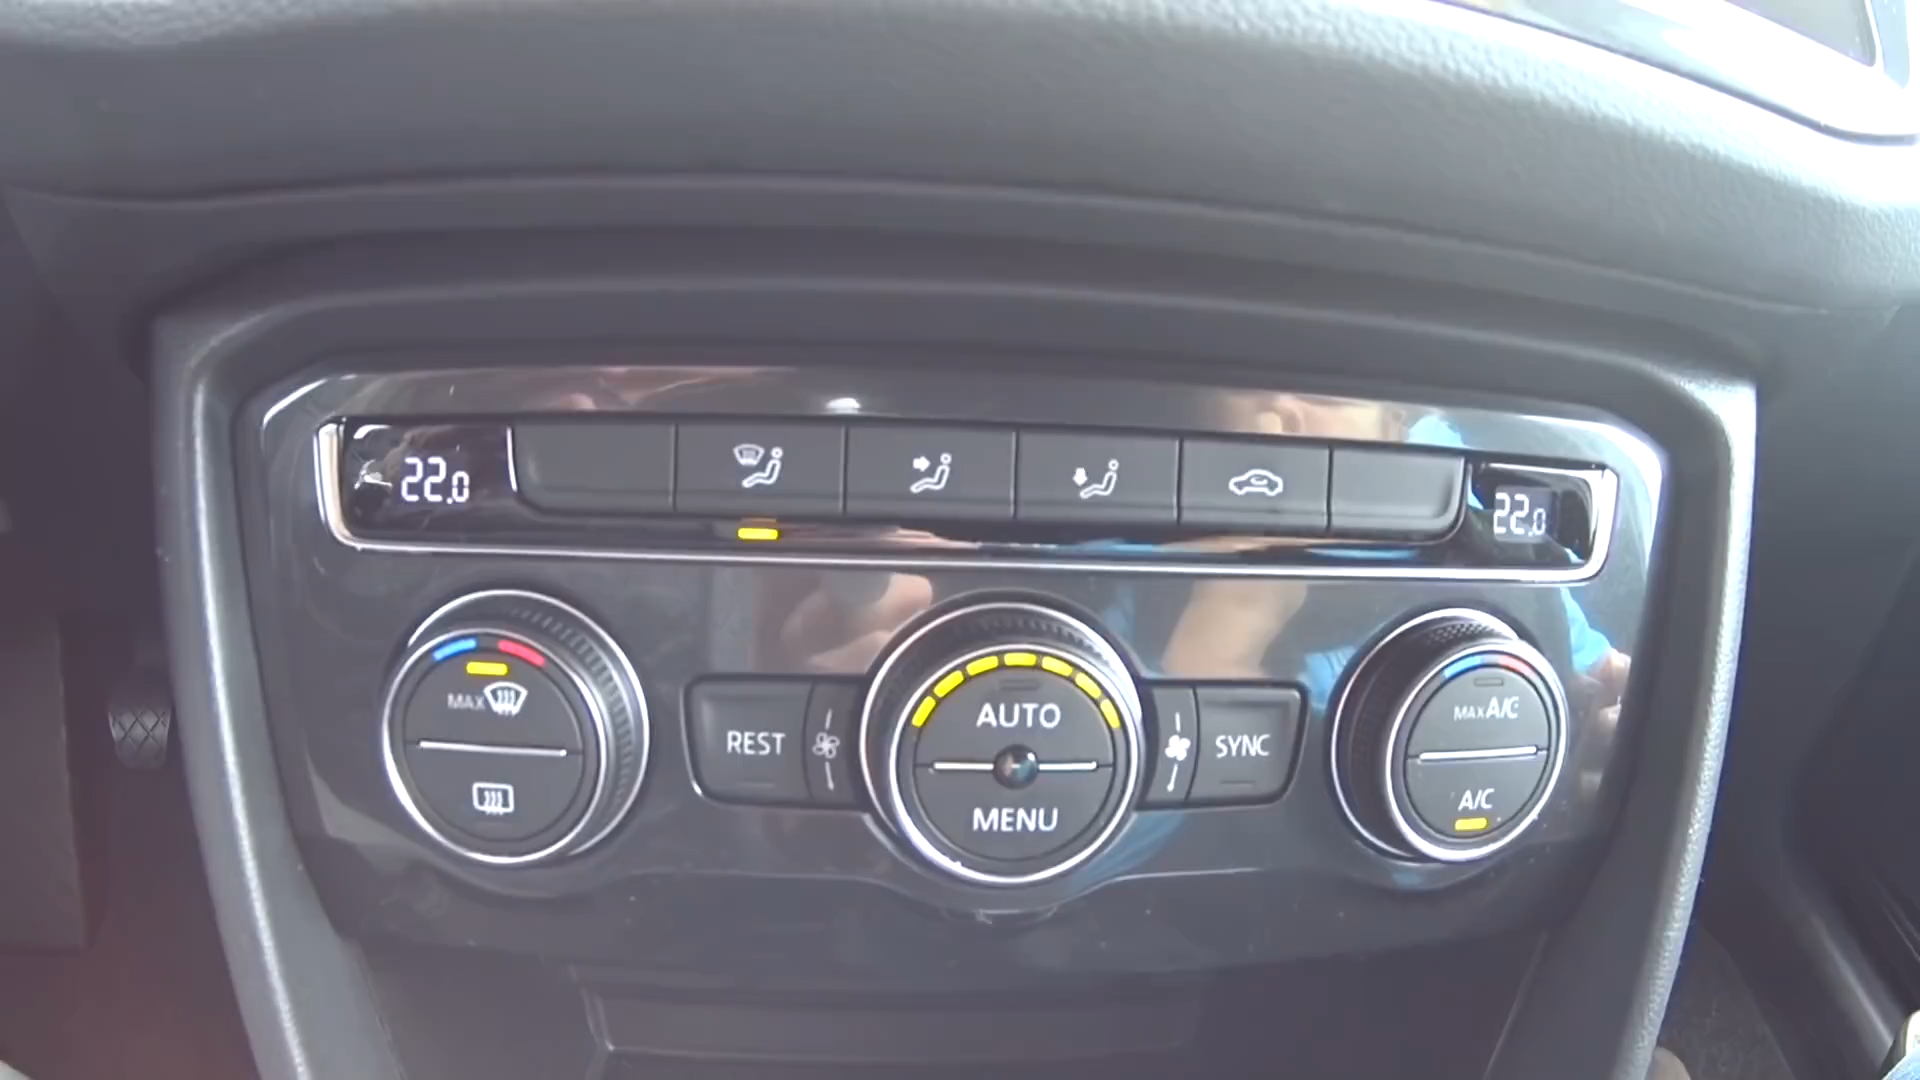 22.0
22.0
MAX
REST
AUTO
MENU
SYNC
MAX A/C
A/C